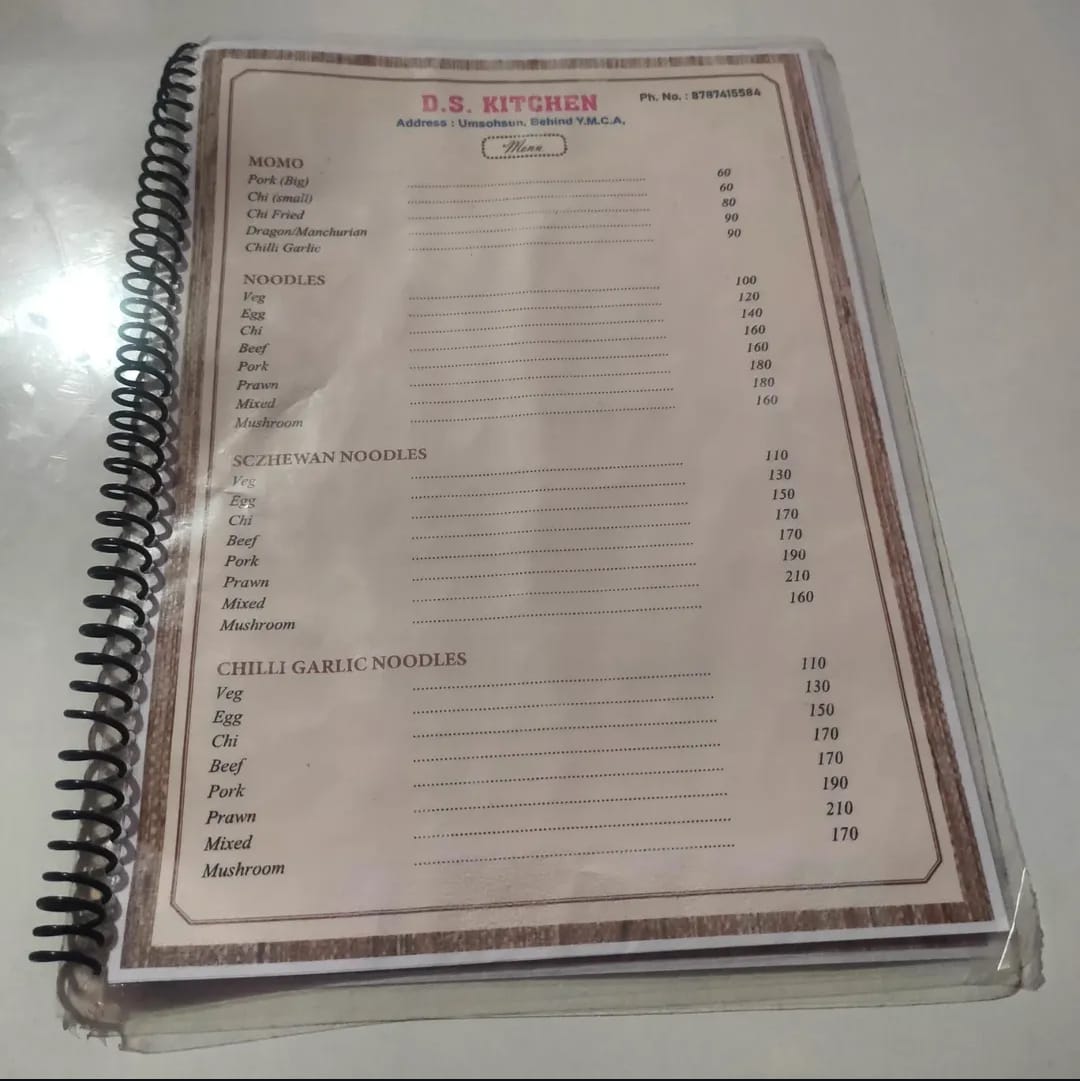 D.S. KITCHEN
Ph. No. : 8787415584
Address : Umsohsun, Behind Y.M.C.A,
Menu
MOMO
Pork (Big) 60
Chi (small) 60
Chi Fried 80
Dragon/Manchurian 90
Chilli Garlic 90
NOODLES
Veg 100
Egg 120
Chi 140
Beef 160
Pork 160
Prawn 180
Mixed 180
Mushroom 160
SCZHEWAN NOODLES
Veg 110
Egg 130
Chi 150
Beef 170
Pork 170
Prawn 190
Mixed 210
Mushroom 160
CHILLI GARLIC NOODLES
Veg 110
Egg 130
Chi 150
Beef 170
Pork 170
Prawn 190
Mixed 210
Mushroom 170